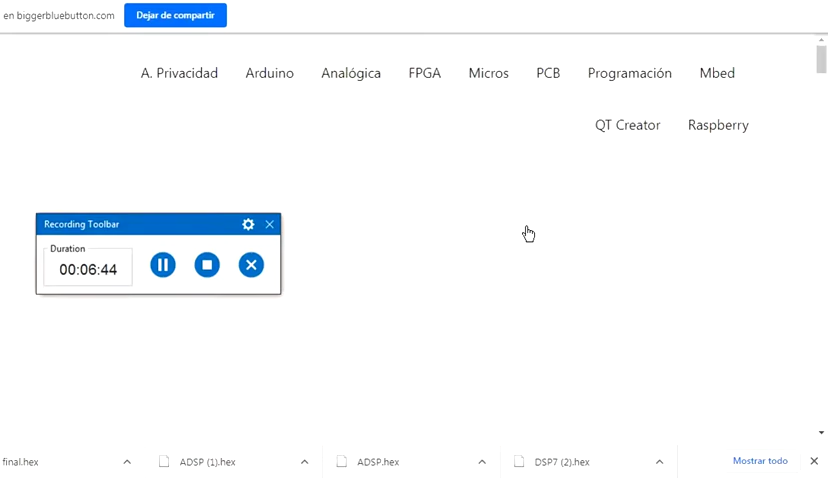 en biggerbluebutton.com Dejar de compartir
A. Privacidad Arduino Analógica FPGA Micros PCB Programación Mbed
QT Creator Raspberry
Recording Toolbar
Duration
00:06:44
final.hex ADSP (1).hex ADSP.hex DSP7 (2).hex Mostrar todo